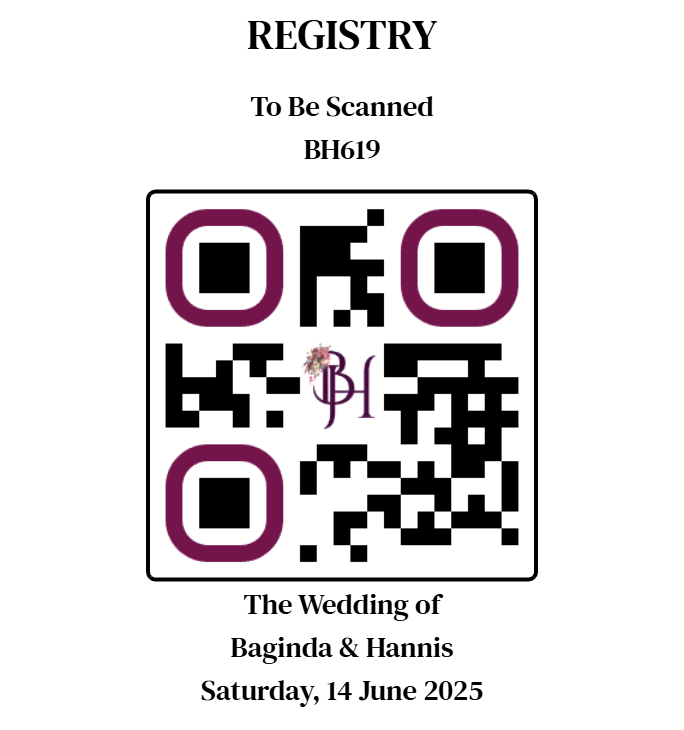 REGISTRY
To Be Scanned
BH619
BH
The Wedding of
Baginda & Hannis
Saturday, 14 June 2025